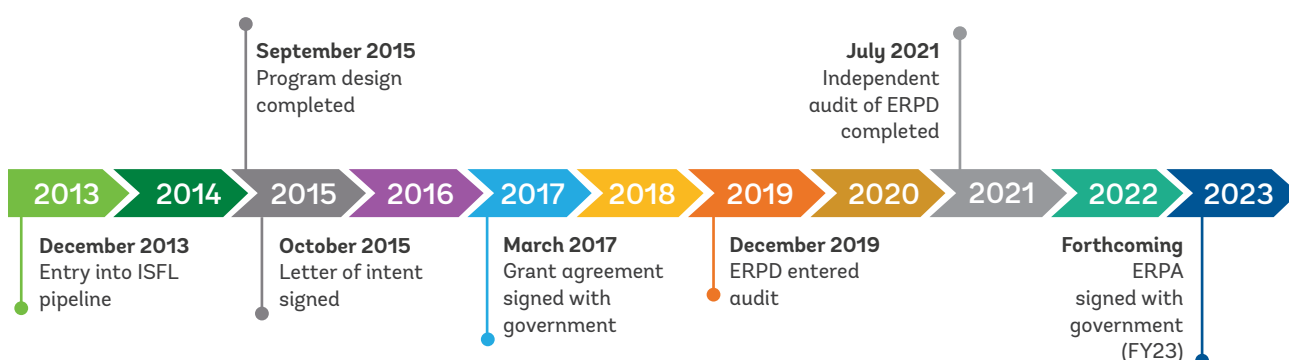 September 2015
Program design
completed
July 2021
Independent
audit of ERPD
completed
2013
2014
2015
2016
2017
2018
2019
2020
2021
2022
2023
December 2013
Entry into ISFL
pipeline
October 2015
Letter of intent
signed
March 2017
Grant agreement
signed with
government
December 2019
ERPD entered
audit
Forthcoming
ERPA
signed with
government
(FY23)